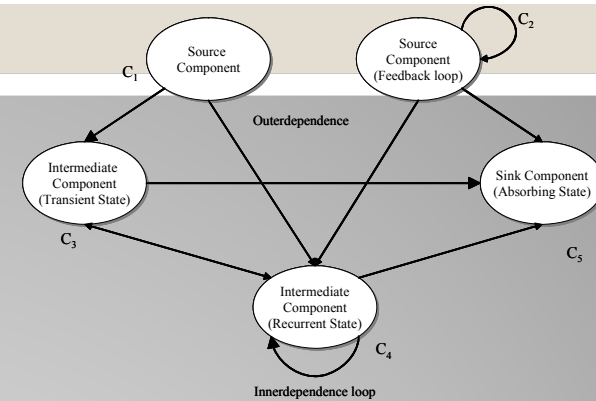 Source
Component
C1
Source
Component
(Feedback loop)
C2
Outerdependence
Intermediate
Component
(Transient State)
C3
Sink Component
(Absorbing State)
C5
Intermediate
Component
(Recurrent State)
C4
Innerdependence loop